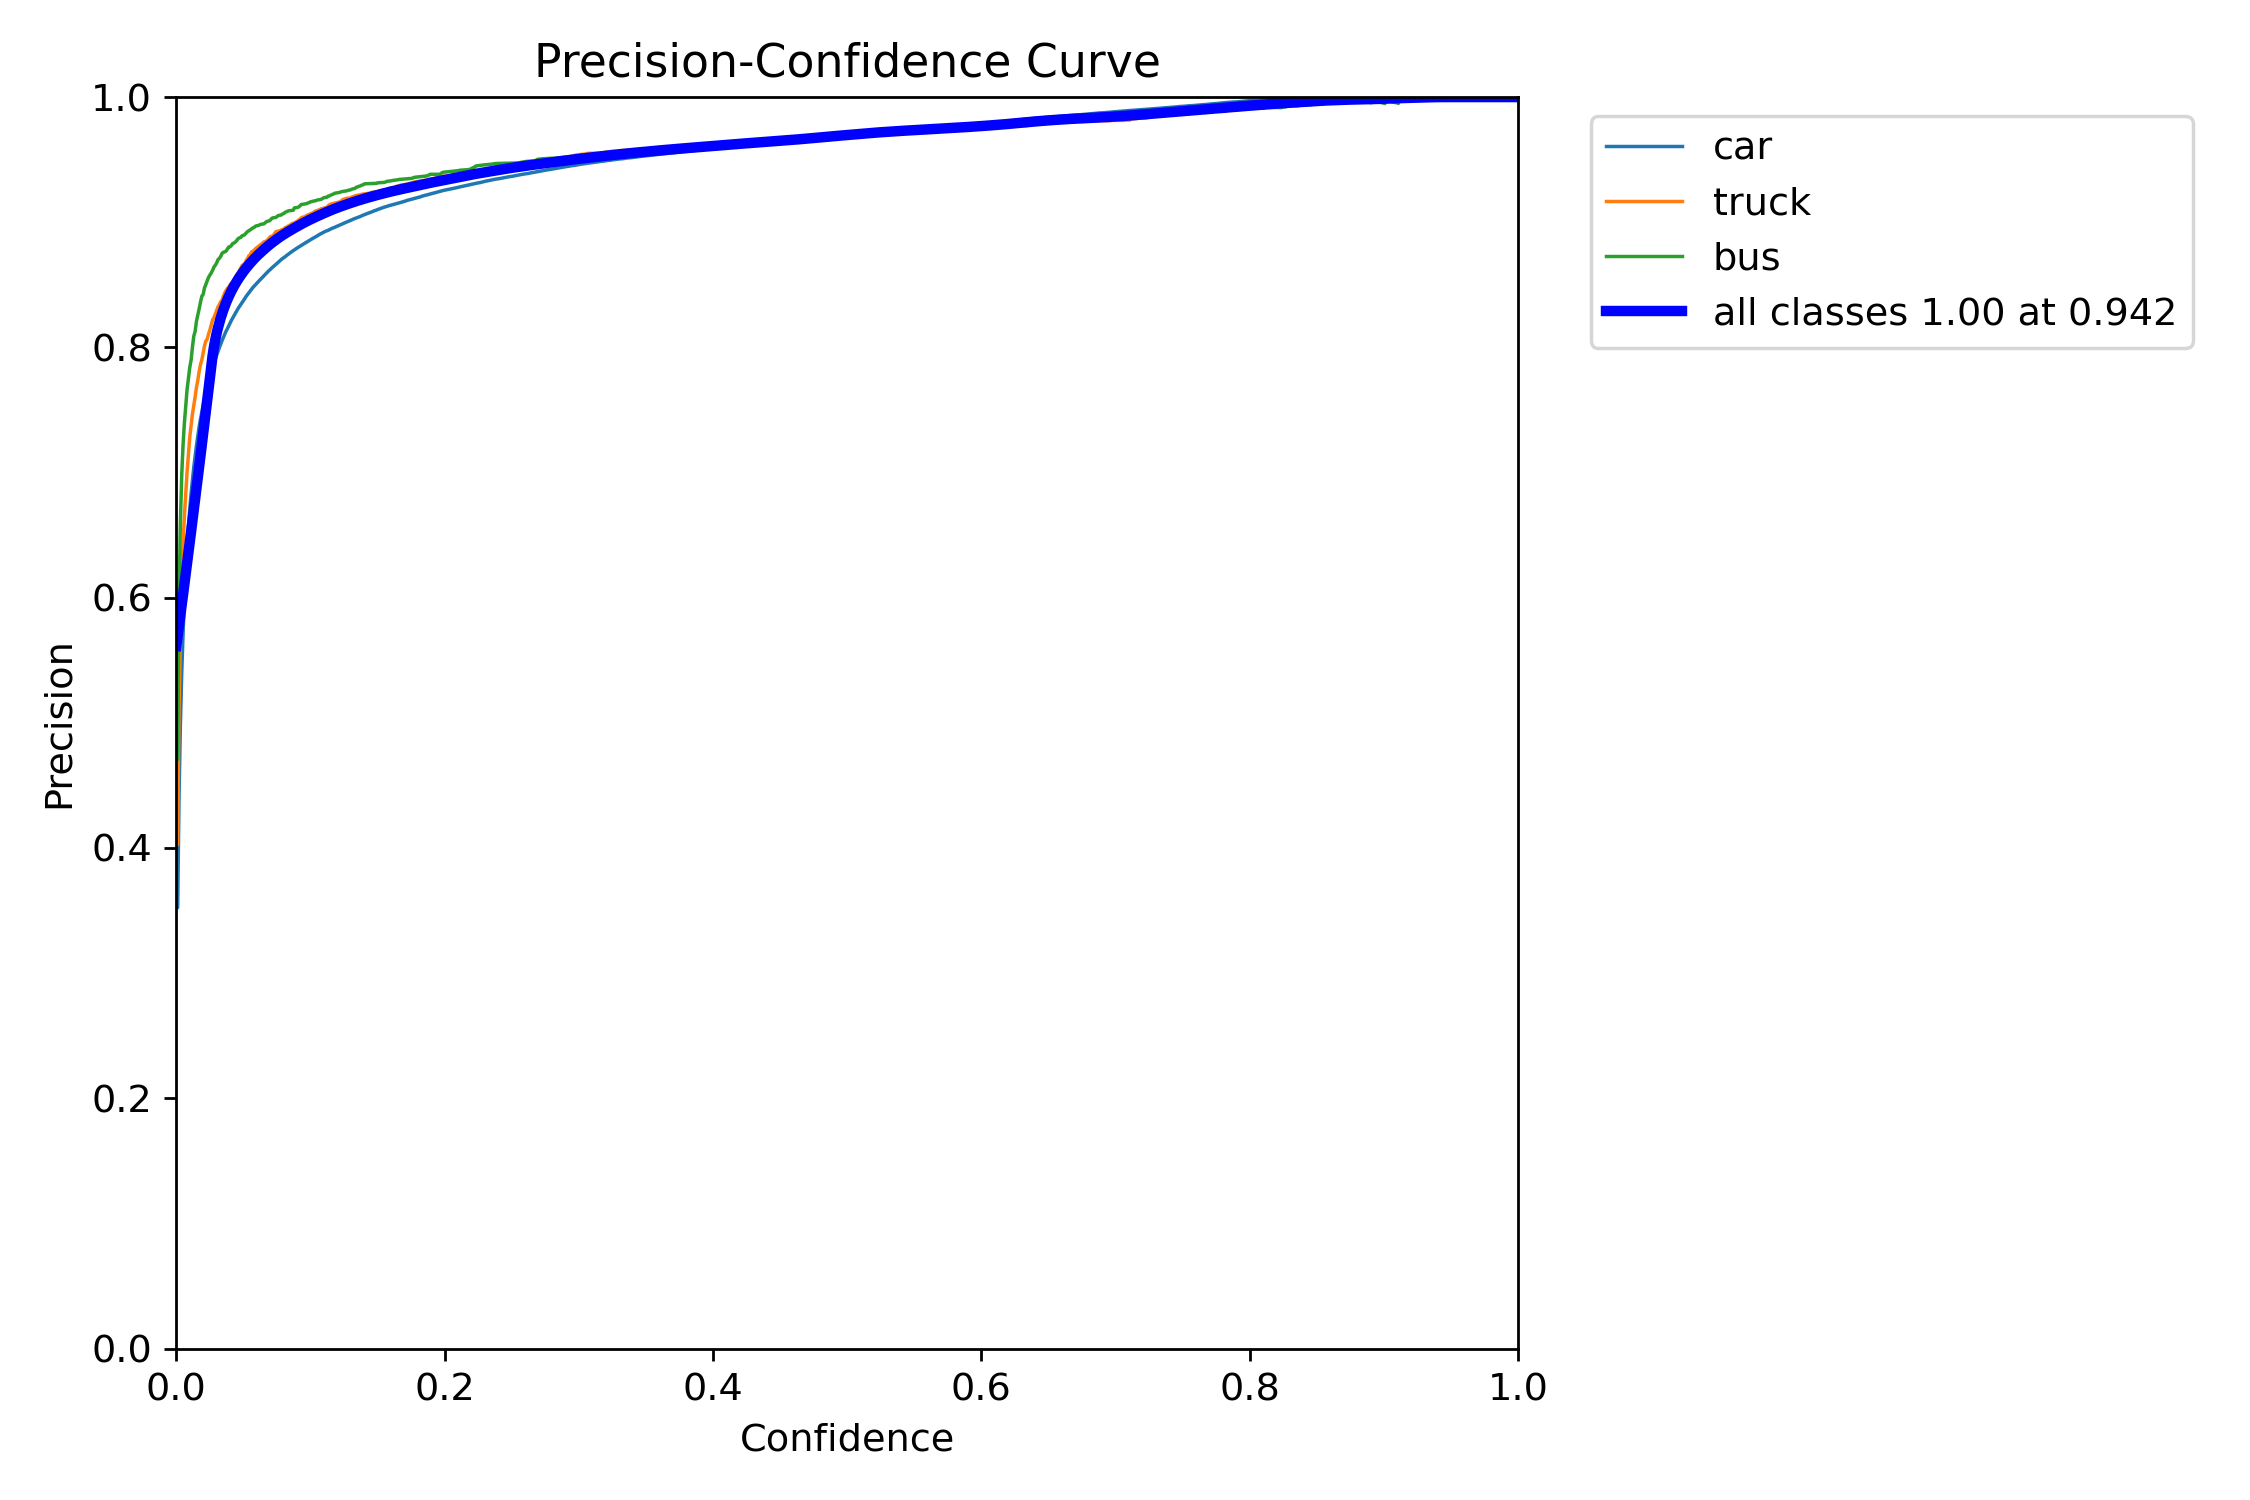 Precision-Confidence Curve
1.0
0.8
0.6
0.4
0.2
0.0
Precision
0.0 0.2 0.4 0.6 0.8 1.0
Confidence
car
truck
bus
all classes 1.00 at 0.942